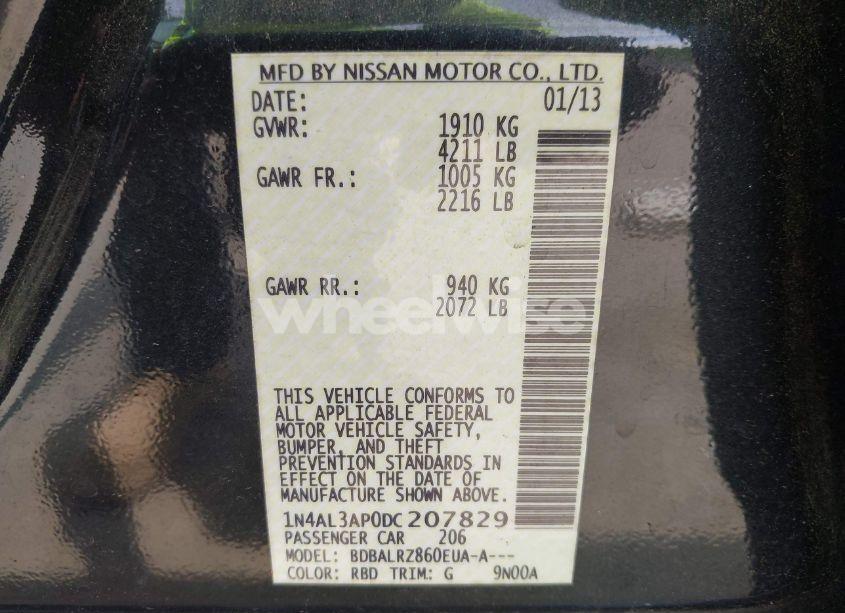 MFD BY NISSAN MOTOR CO., LTD.
DATE: 01/13
GVWR: 1910 KG
4211 LB
GAWR FR.: 1005 KG
2216 LB
GAWR RR.: 940 KG
2072 LB
wheelwise
THIS VEHICLE CONFORMS TO
ALL APPLICABLE FEDERAL
MOTOR VEHICLE SAFETY,
BUMPER, AND THEFT
PREVENTION STANDARDS IN
EFFECT ON THE DATE OF
MANUFACTURE SHOWN ABOVE.
1N4AL3AP0DC207829
PASSENGER CAR 206
MODEL: BDBALRZ860EUA-A---
COLOR: RBD TRIM: G 9N00A